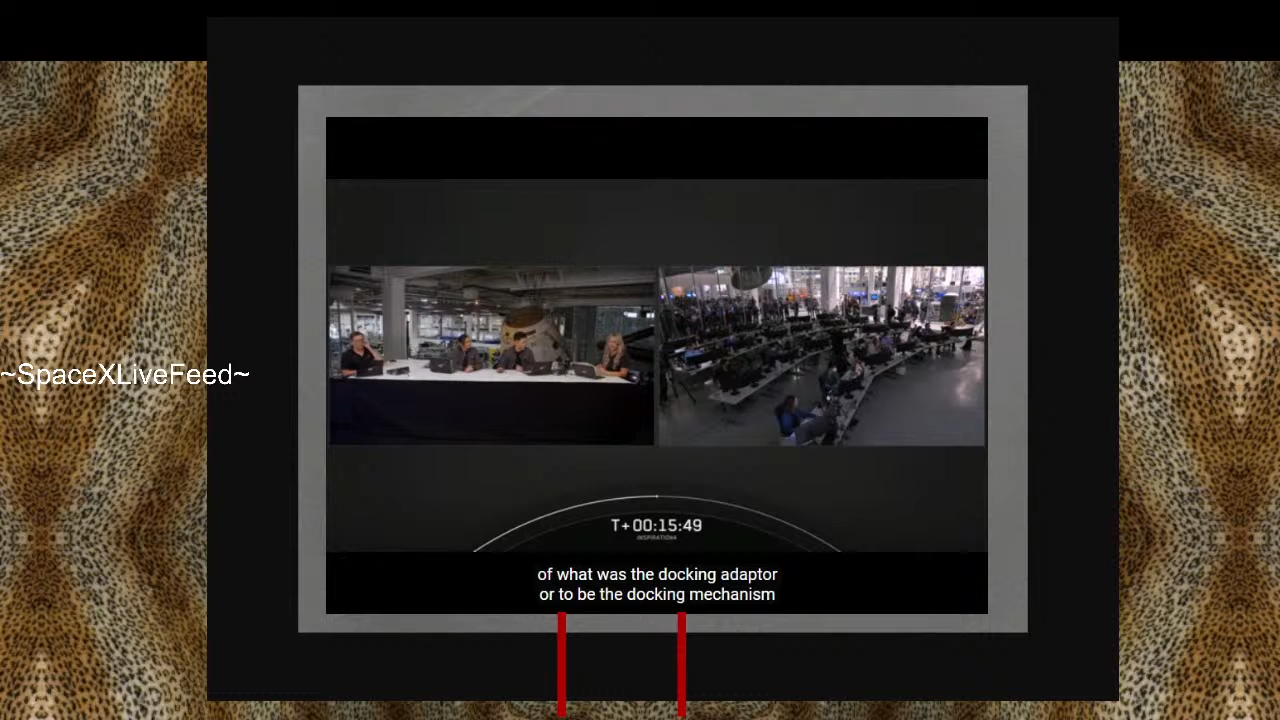 ~SpaceXLiveFeed~
T+00:15:49
INSPIRATION4
of what was the docking adaptor
or to be the docking mechanism